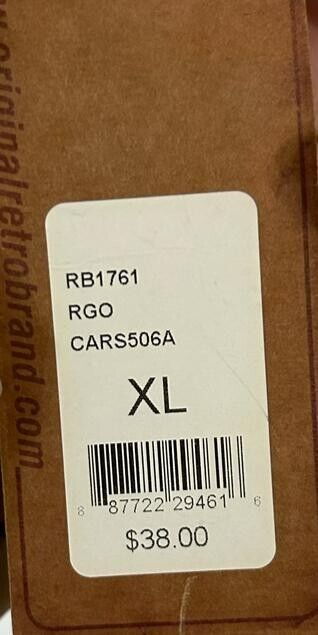 w.originalretrobrand.com
RB1761
RGO
CARS506A
XL
8 87722 29461 6
$38.00